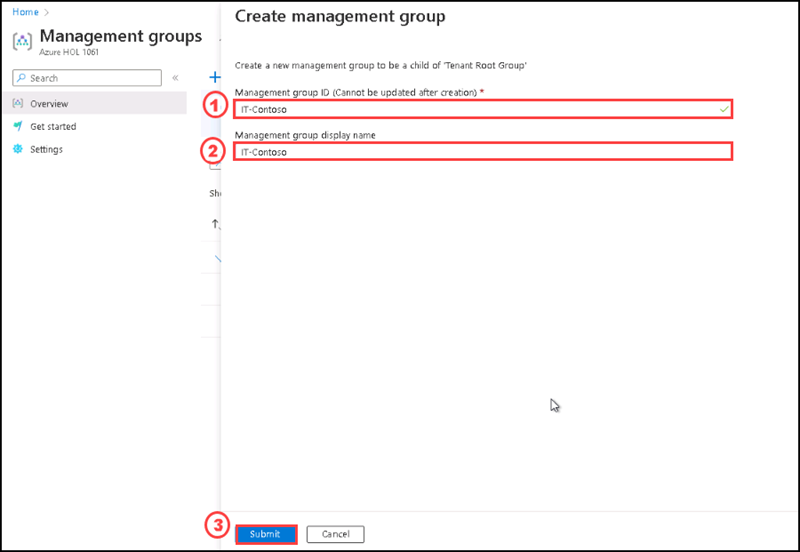 Home
Management groups
Azure HOL 1061
Search
Overview
Get started
Settings
Create management group
Create a new management group to be a child of 'Tenant Root Group'
Management group ID (Cannot be updated after creation) *
1
IT-Contoso
Management group display name
2
IT-Contoso
3
Submit
Cancel